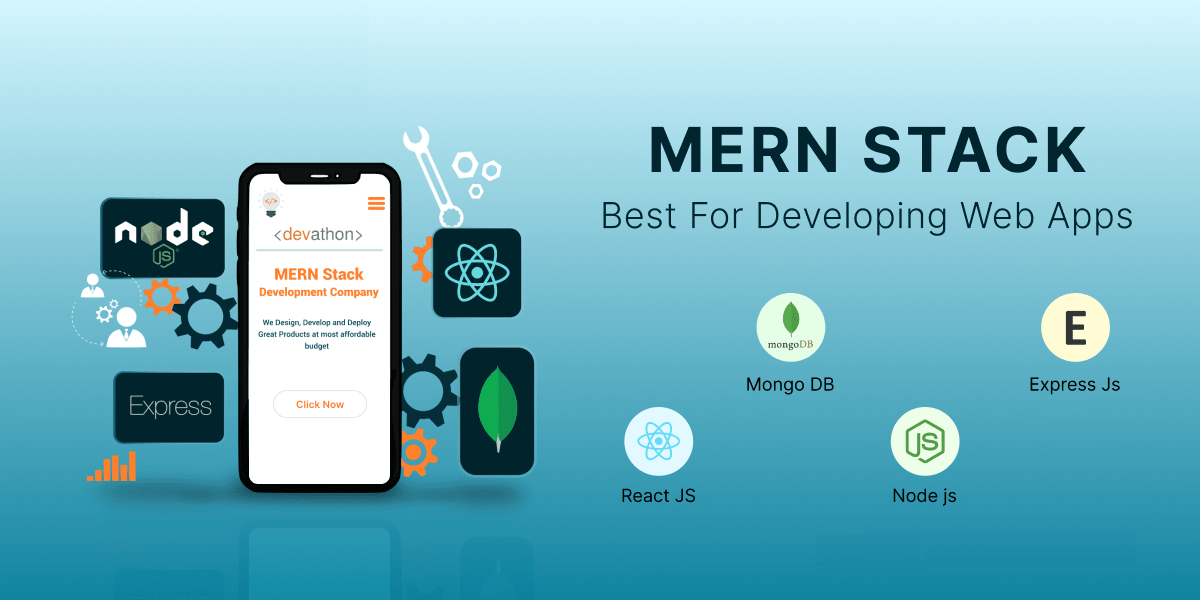 MERN STACK
Best For Developing Web Apps
node
JS
Express
</>
<devathon>
MERN Stack
Development Company
We Design, Develop and Deploy
Great Products at most affordable
budget
Click Now
mongoDB
Mongo DB
E
Express Js
React JS
JS
Node js